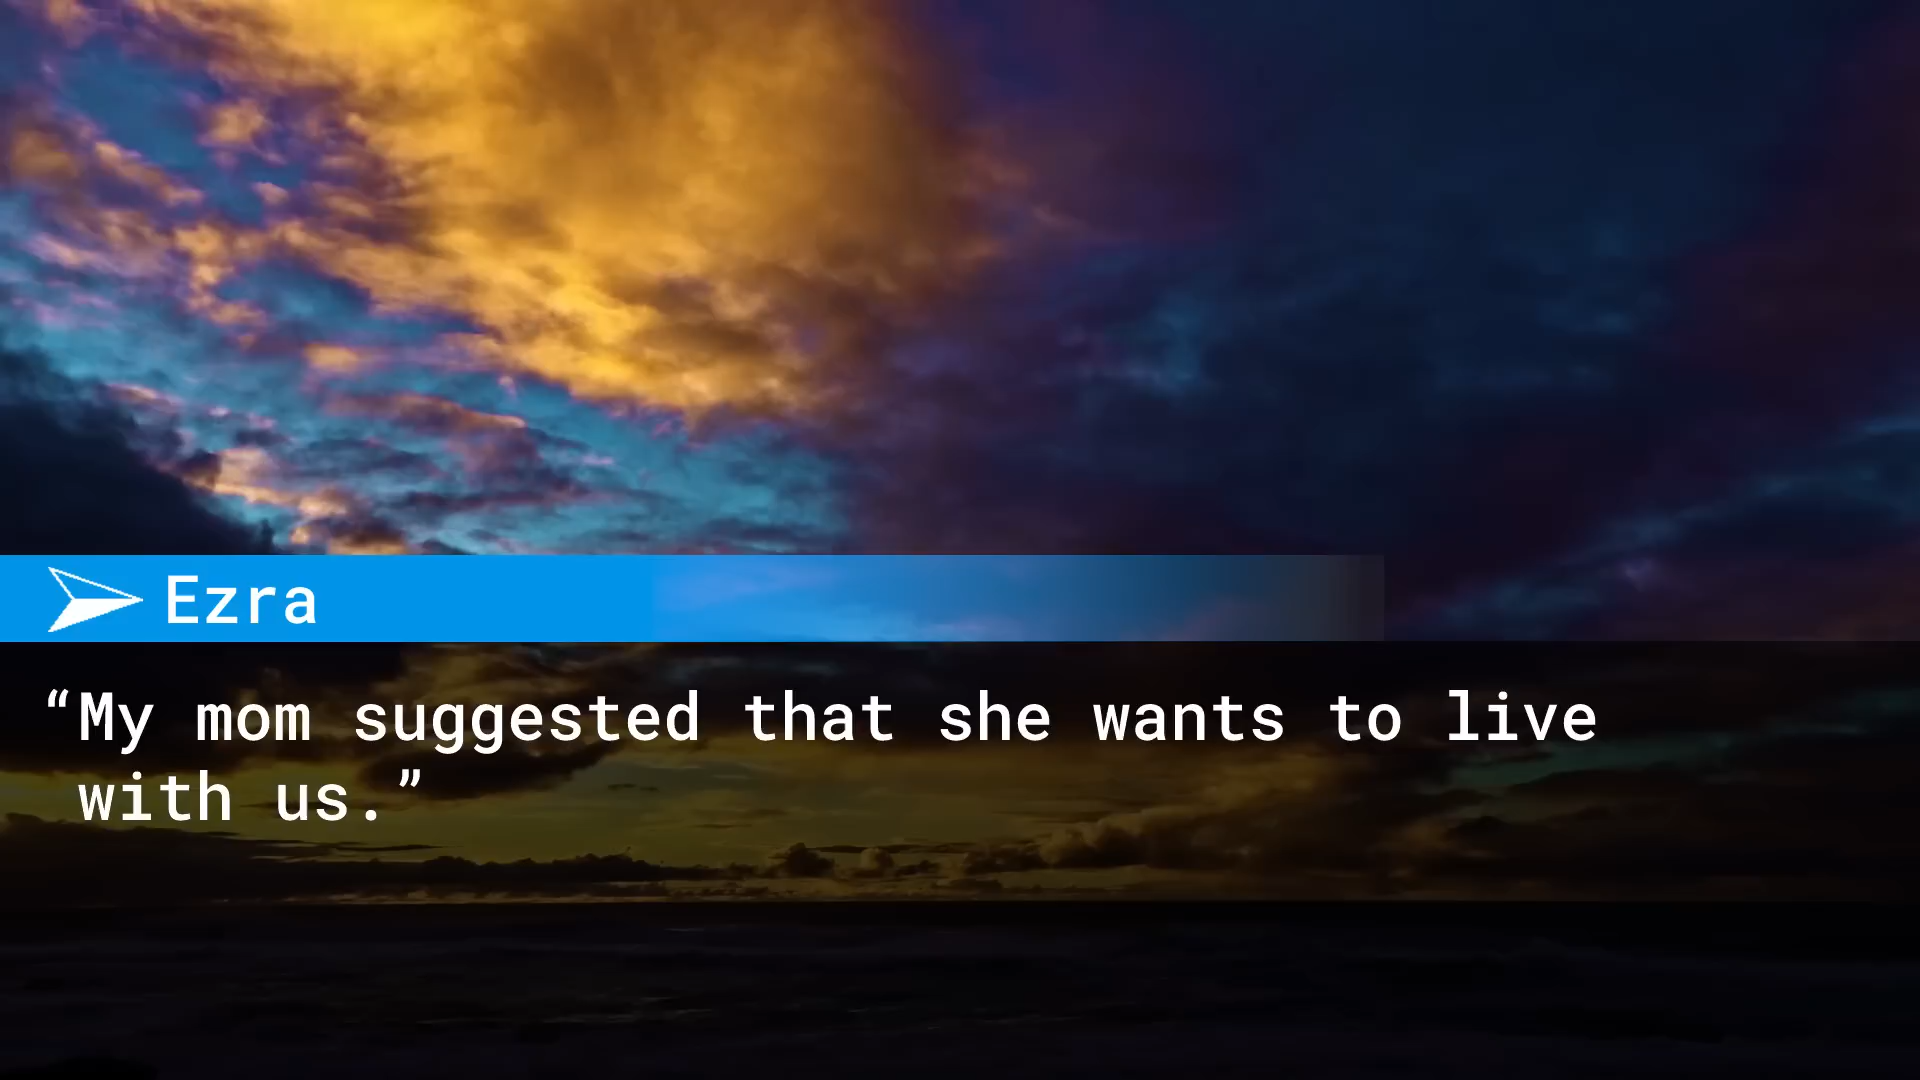 Ezra
“My mom suggested that she wants to live
with us.”